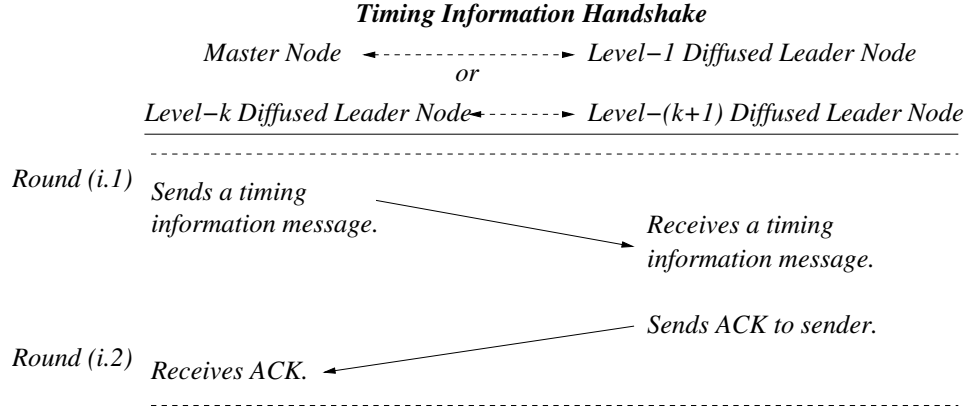 Timing Information Handshake
Master Node Level−1 Diffused Leader Node
or
Level−k Diffused Leader Node Level−(k+1) Diffused Leader Node
Round (i.1)
Sends a timing
information message.
Receives a timing
information message.
Sends ACK to sender.
Round (i.2)
Receives ACK.